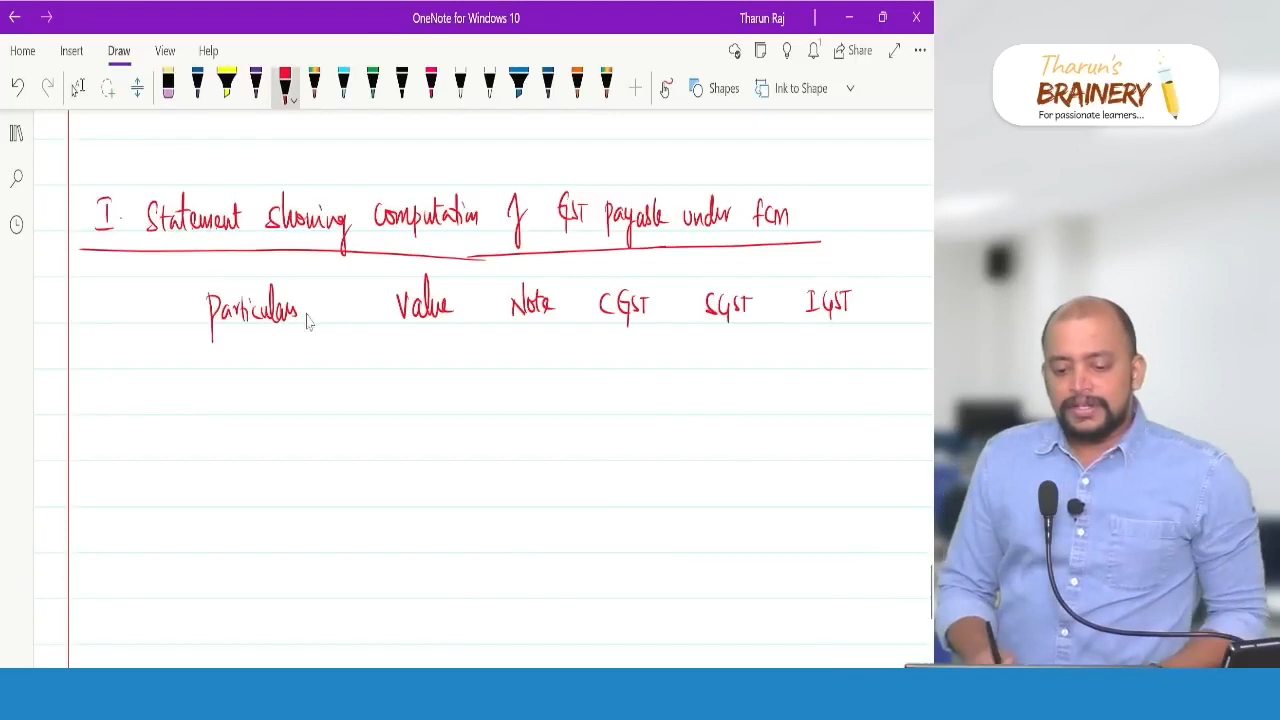 OneNote for Windows 10
Tharun Raj
Home Insert Draw View Help
Share
Shapes Ink to Shape
I. Statement showing computation of GST payable under FCM
Particulars Value Note CGST SGST IGST
Tharun's
BRAINERY
For passionate learners...